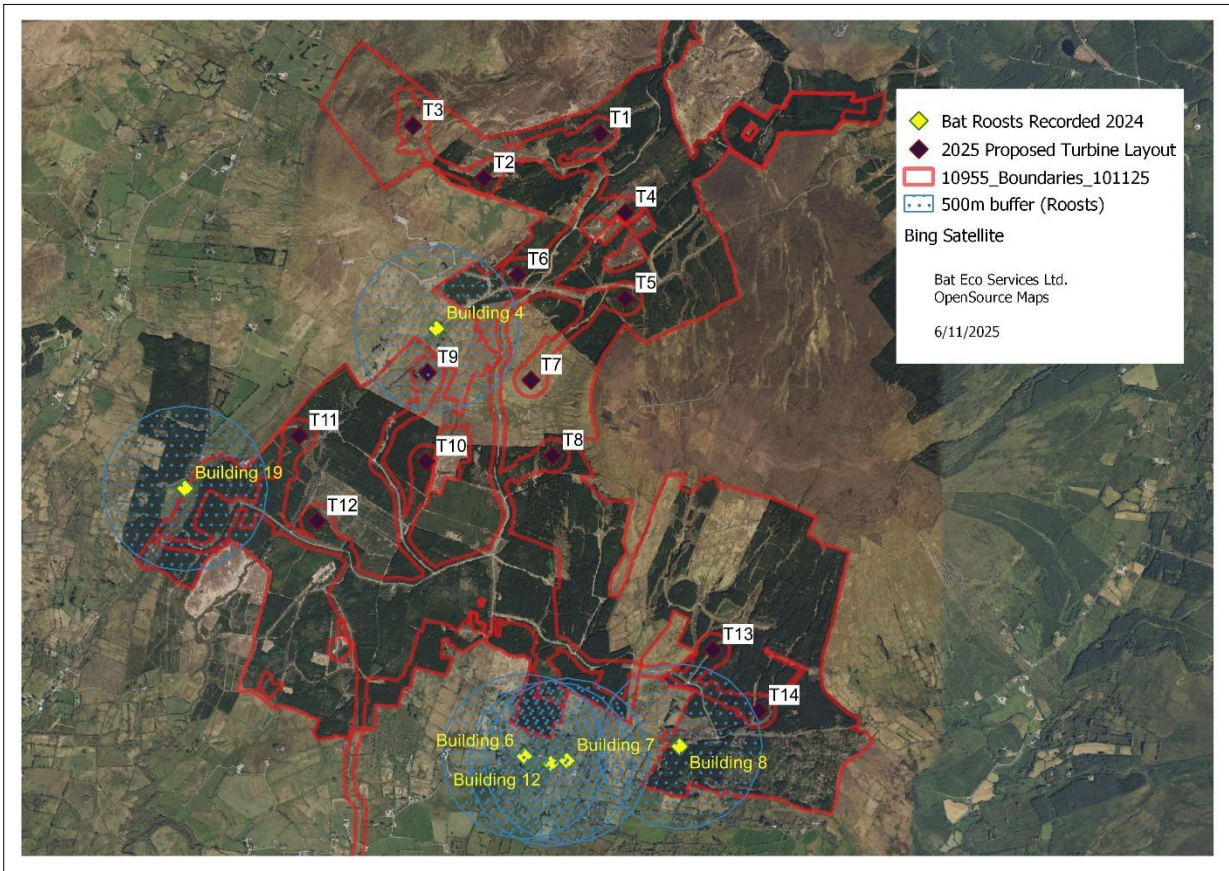 T3
T1
T2
T4
T6
T5
Building 4
T9
T7
T11
T10
T8
Building 19
T12
T13
T14
Building 6
Building 7
Building 12
Building 8
Bat Roosts Recorded 2024
2025 Proposed Turbine Layout
10955_Boundaries_101125
500m buffer (Roosts)
Bing Satellite
Bat Eco Services Ltd.
OpenSource Maps
6/11/2025